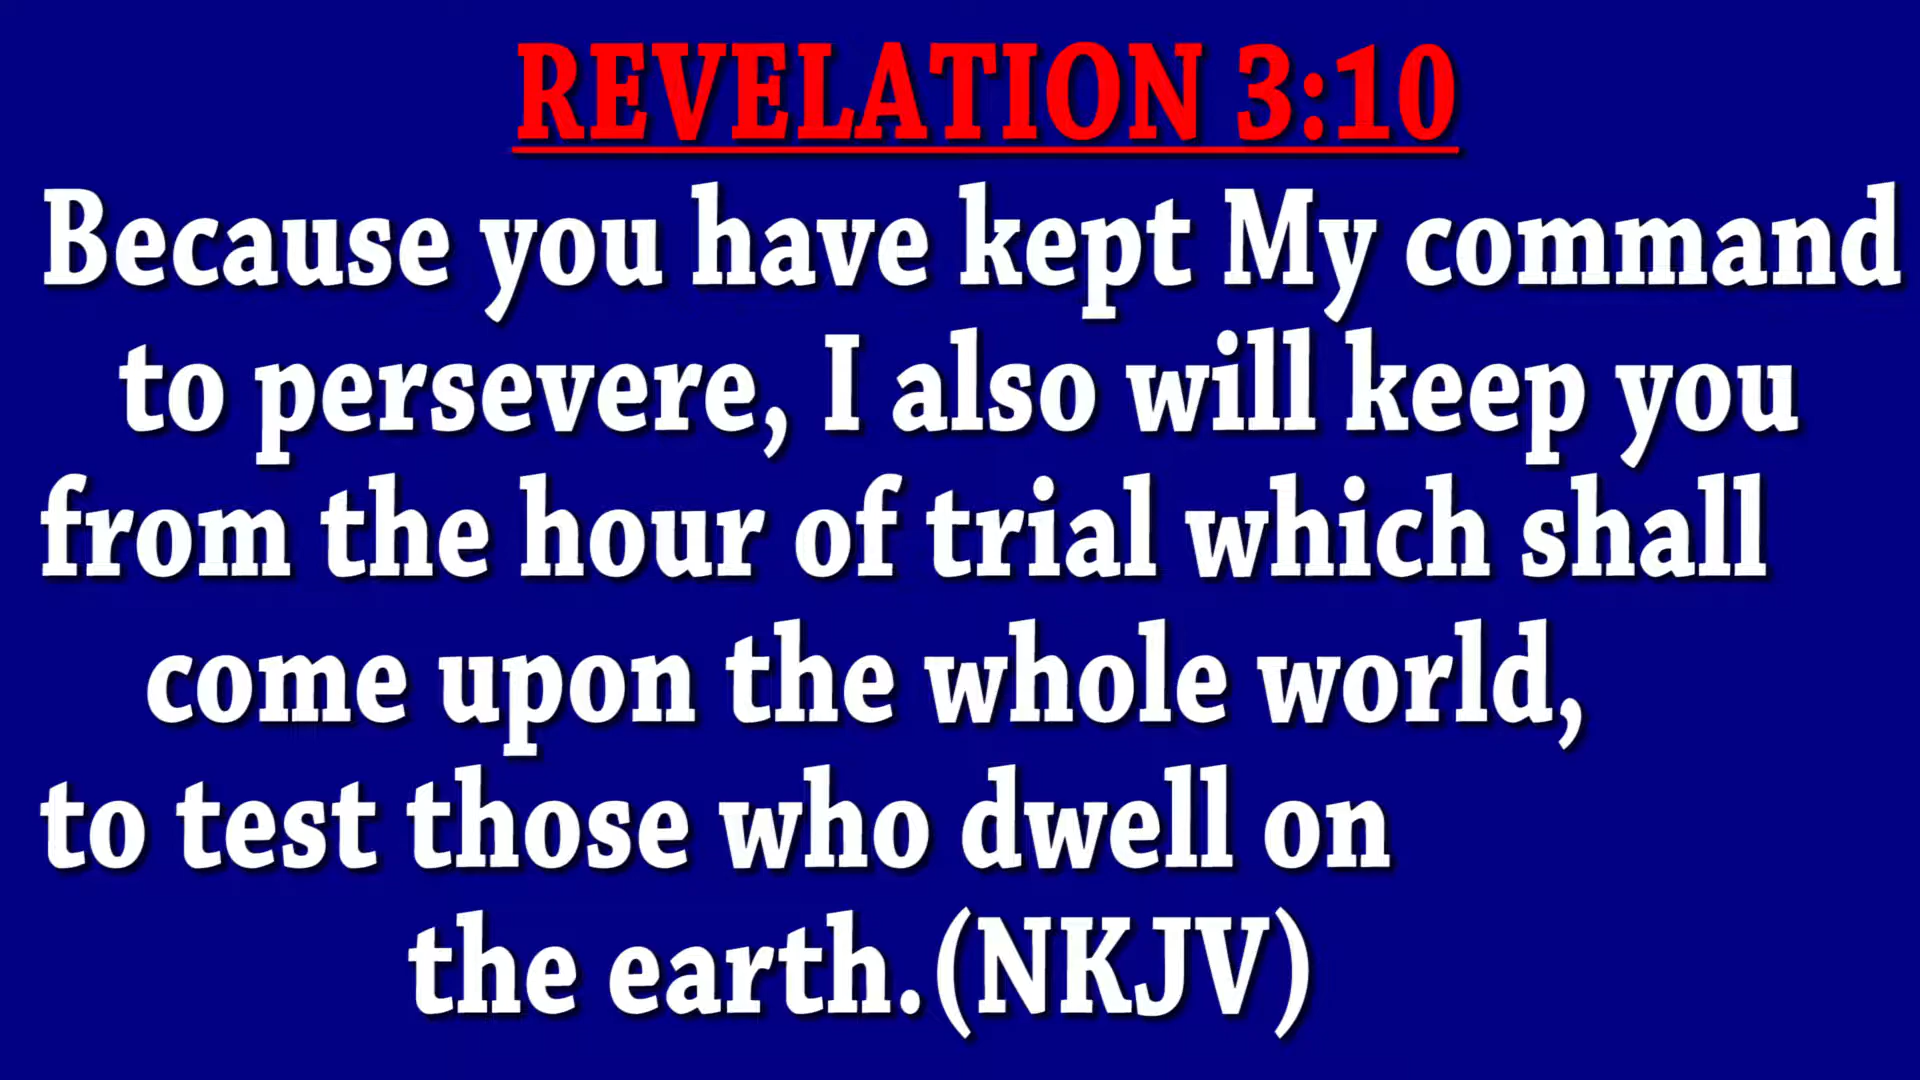 REVELATION 3:10
Because you have kept My command
to persevere, I also will keep you
from the hour of trial which shall
come upon the whole world,
to test those who dwell on
the earth.(NKJV)